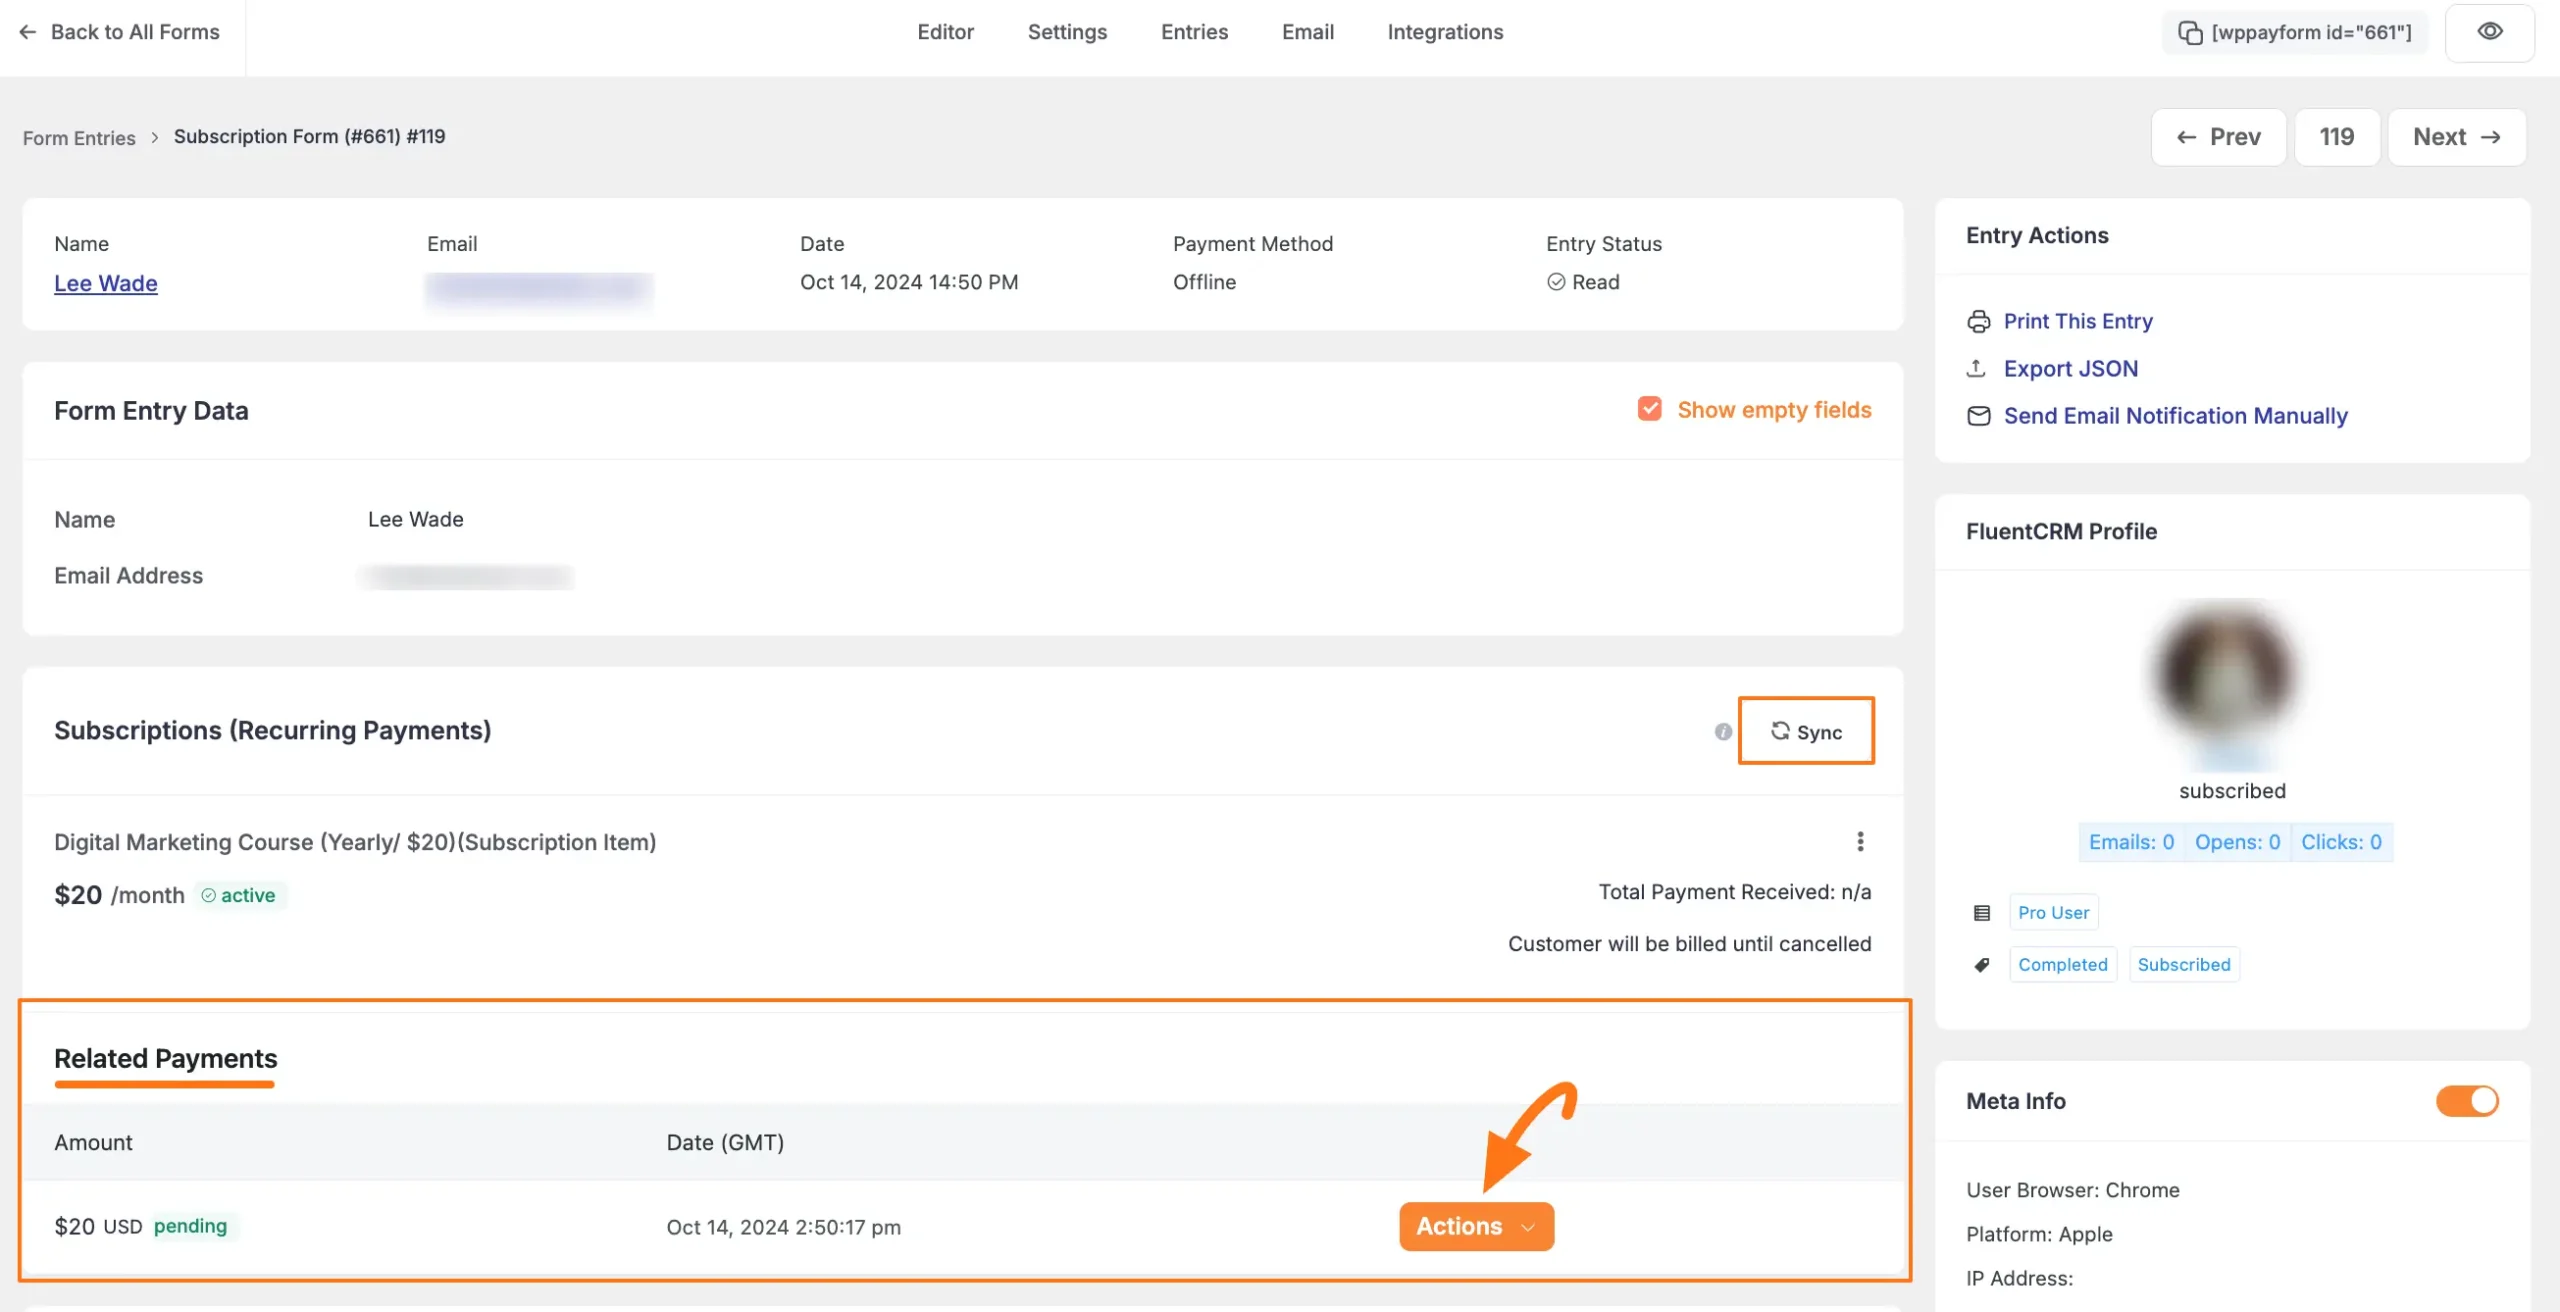 Back to All Forms
Editor
Settings
Entries
Email
Integrations
[wppayform id="661"]
Form Entries > Subscription Form (#661) #119
Prev
119
Next
Name
Email
Date
Payment Method
Entry Status
Lee Wade
Oct 14, 2024 14:50 PM
Offline
Read
Form Entry Data
Show empty fields
Name
Lee Wade
Email Address
Subscriptions (Recurring Payments)
Sync
Digital Marketing Course (Yearly/ $20)(Subscription Item)
$20 /month active
Total Payment Received: n/a
Customer will be billed until cancelled
Related Payments
Amount
Date (GMT)
$20 USD pending
Oct 14, 2024 2:50:17 pm
Actions
Entry Actions
Print This Entry
Export JSON
Send Email Notification Manually
FluentCRM Profile
subscribed
Emails: 0
Opens: 0
Clicks: 0
Pro User
Completed
Subscribed
Meta Info
User Browser: Chrome
Platform: Apple
IP Address: